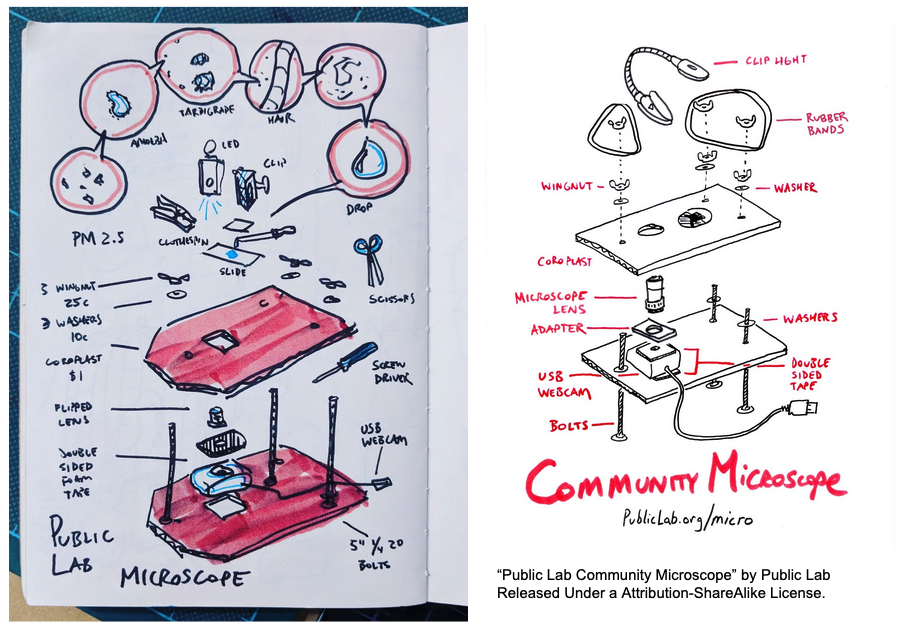 AMOEBA
TARDIGRADE
HAIR
LED
CLIP
DROP
PM 2.5
CLOTHESPIN
SLIDE
SCISSORS
3 WINGNUT
25c
3 WASHERS
10c
COROPLAST
$1
SCREW
DRIVER
FLIPPED
LENS
USB
WEBCAM
DOUBLE
SIDED
FOAM
TAPE
5" 1/4 20
BOLTS
PUBLIC
LAB
MICROSCOPE
CLIP LIGHT
RUBBER
BANDS
WINGNUT
WASHER
COROPLAST
MICROSCOPE
LENS
ADAPTER
WASHERS
USB
WEBCAM
DOUBLE
SIDED
TAPE
BOLTS
COMMUNITY MICROSCOPE
PublicLab.org/micro
“Public Lab Community Microscope” by Public Lab
Released Under a Attribution-ShareAlike License.